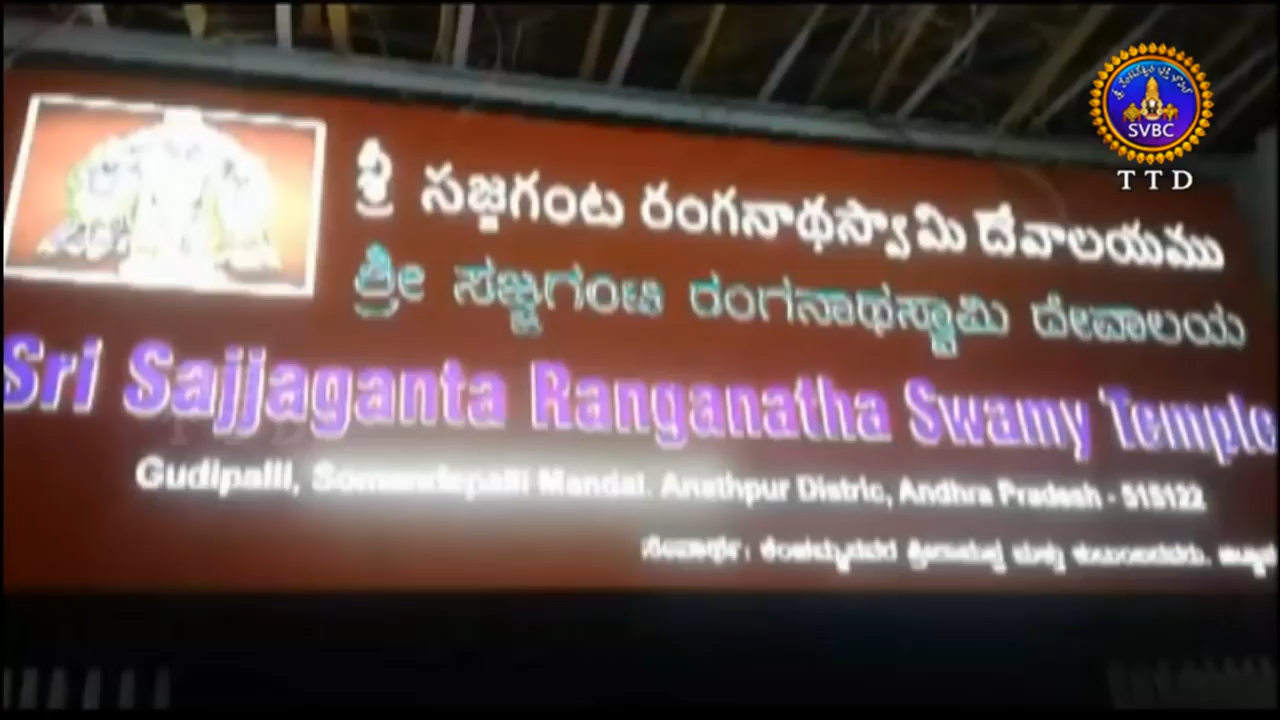 శ్రీ సజ్జగంట రంగనాథస్వామి దేవాలయము
ಶ್ರೀ ಸಜ್ಜಗಂಟ ರಂಗನಾಥಸ್ವಾಮಿ ದೇವಾಲಯ
Sri Sajjaganta Ranganatha Swamy Temple
Gudipalli, Somandepalli Mandal. Anathpur Distric, Andhra Pradesh - 515122
ಸೇವಾರ್ಥ:
SVBC
TTD